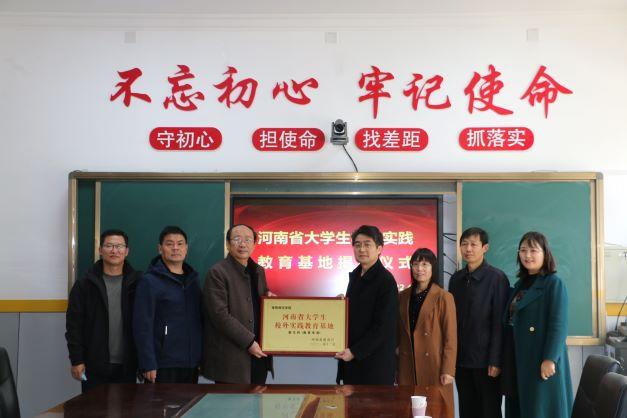 不忘初心 牢记使命
守初心 担使命 找差距 抓落实
河南省大学生 实践
教育基地揭 仪式
河南省大学生
校外实践教育基地